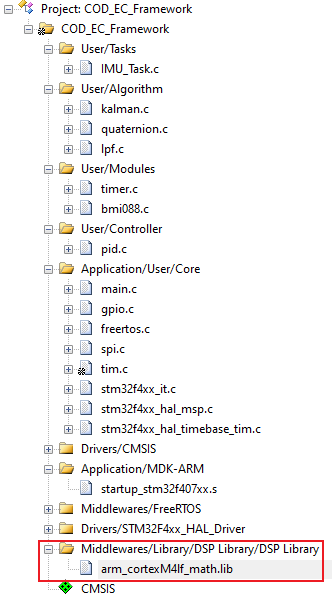 Project: COD_EC_Framework
COD_EC_Framework
User/Tasks
IMU_Task.c
User/Algorithm
kalman.c
quaternion.c
lpf.c
User/Modules
timer.c
bmi088.c
User/Controller
pid.c
Application/User/Core
main.c
gpio.c
freertos.c
spi.c
tim.c
stm32f4xx_it.c
stm32f4xx_hal_msp.c
stm32f4xx_hal_timebase_tim.c
Drivers/CMSIS
Application/MDK-ARM
startup_stm32f407xx.s
Middlewares/FreeRTOS
Drivers/STM32F4xx_HAL_Driver
Middlewares/Library/DSP Library/DSP Library
arm_cortexM4lf_math.lib
CMSIS